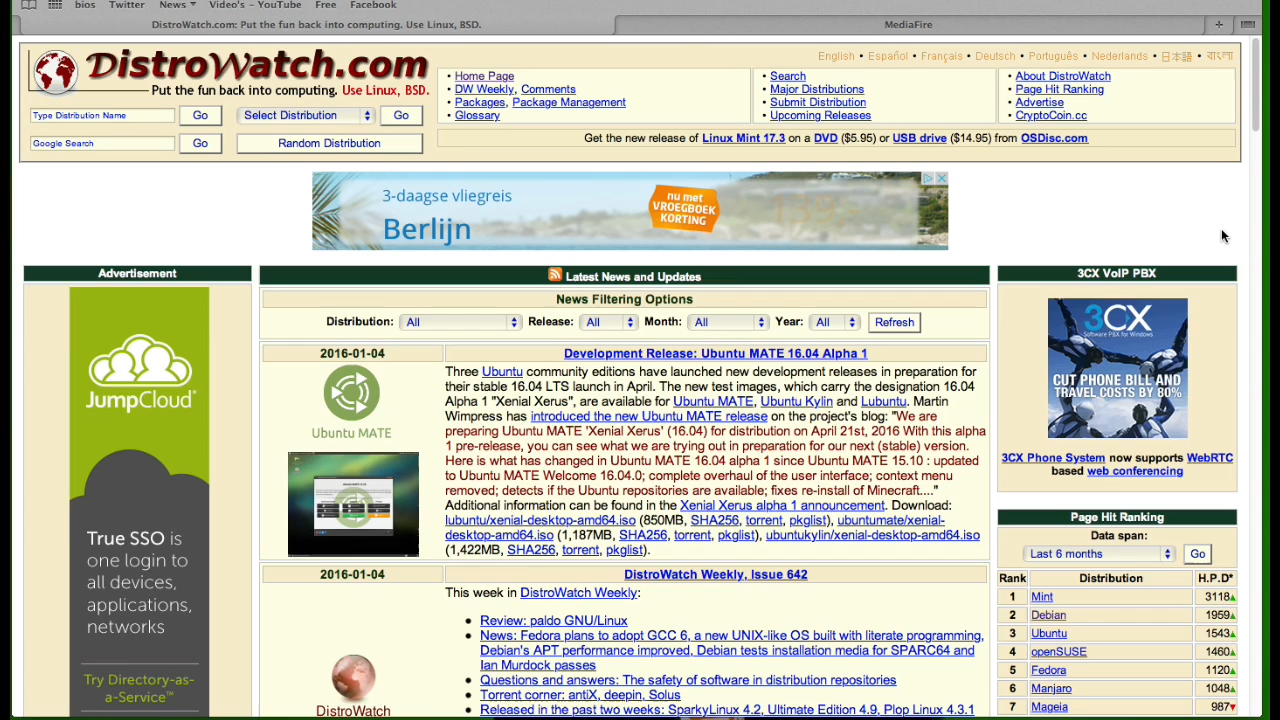 bios Twitter News Video's – YouTube Free Facebook
DistroWatch.com: Put the fun back into computing. Use Linux, BSD. MediaFire
DistroWatch.com
Put the fun back into computing. Use Linux, BSD.
English • Español • Français • Deutsch • Português • Nederlands • 日本語 • বাংলা
• Home Page
• DW Weekly, Comments
• Packages, Package Management
• Glossary
• Search
• Major Distributions
• Submit Distribution
• Upcoming Releases
• About DistroWatch
• Page Hit Ranking
• Advertise
• CryptoCoin.cc
Type Distribution Name Go Select Distribution Go
Google Search Go Random Distribution
Get the new release of Linux Mint 17.3 on a DVD ($5.95) or USB drive ($14.95) from OSDisc.com
3-daagse vliegreis
Berlijn
nu met
VROEGBOEK
KORTING
Advertisement
JumpCloud
True SSO is
one login to
all devices,
applications,
networks
Try Directory-as-
a-Service™
Latest News and Updates
News Filtering Options
Distribution: All Release: All Month: All Year: All Refresh
2016-01-04 Development Release: Ubuntu MATE 16.04 Alpha 1
Ubuntu MATE
Three Ubuntu community editions have launched new development releases in preparation for
their stable 16.04 LTS launch in April. The new test images, which carry the designation 16.04
Alpha 1 "Xenial Xerus", are available for Ubuntu MATE, Ubuntu Kylin and Lubuntu. Martin
Wimpress has introduced the new Ubuntu MATE release on the project's blog: "We are
preparing Ubuntu MATE 'Xenial Xerus' (16.04) for distribution on April 21st, 2016 With this alpha
1 pre-release, you can see what we are trying out in preparation for our next (stable) version.
Here is what has changed in Ubuntu MATE 16.04 alpha 1 since Ubuntu MATE 15.10 : updated
to Ubuntu MATE Welcome 16.04.0; complete overhaul of the user interface; context menu
removed; detects if the Ubuntu repositories are available; fixes re-install of Minecraft...."
Additional information can be found in the Xenial Xerus alpha 1 announcement. Download:
lubuntu/xenial-desktop-amd64.iso (850MB, SHA256, torrent, pkglist), ubuntumate/xenial-
desktop-amd64.iso (1,187MB, SHA256, torrent, pkglist), ubuntukylin/xenial-desktop-amd64.iso
(1,422MB, SHA256, torrent, pkglist).
2016-01-04 DistroWatch Weekly, Issue 642
DistroWatch
This week in DistroWatch Weekly:
• Review: paldo GNU/Linux
• News: Fedora plans to adopt GCC 6, a new UNIX-like OS built with literate programming,
Debian's APT performance improved, Debian tests installation media for SPARC64 and
Ian Murdock passes
• Questions and answers: The safety of software in distribution repositories
• Torrent corner: antiX, deepin, Solus
• Released in the past two weeks: SparkyLinux 4.2, Ultimate Edition 4.9, Plop Linux 4.3.1
3CX VoIP PBX
3CX
Software PBX for Windows
CUT PHONE BILL AND
TRAVEL COSTS BY 80%
3CX Phone System now supports WebRTC
based web conferencing
Page Hit Ranking
Data span:
Last 6 months Go
Rank Distribution H.P.D*
1 Mint 3118
2 Debian 1959
3 Ubuntu 1543
4 openSUSE 1460
5 Fedora 1120
6 Manjaro 1048
7 Mageia 987